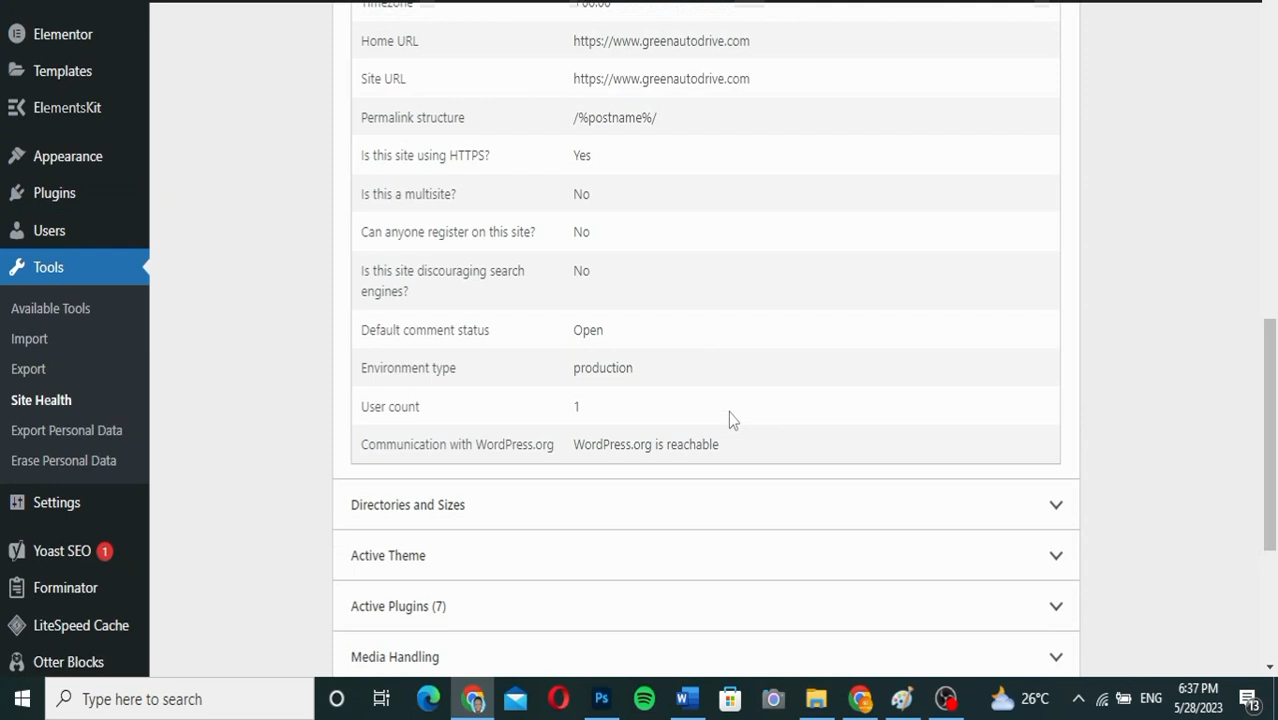 Elementor
Templates
ElementsKit
Appearance
Plugins
Users
Tools
Available Tools
Import
Export
Site Health
Export Personal Data
Erase Personal Data
Settings
Yoast SEO 1
Forminator
LiteSpeed Cache
Otter Blocks
Timezone +00:00
Home URL https://www.greenautodrive.com
Site URL https://www.greenautodrive.com
Permalink structure /%postname%/
Is this site using HTTPS? Yes
Is this a multisite? No
Can anyone register on this site? No
Is this site discouraging search No
engines?
Default comment status Open
Environment type production
User count 1
Communication with WordPress.org WordPress.org is reachable
Directories and Sizes
Active Theme
Active Plugins (7)
Media Handling
Type here to search
26°C
ENG
6:37 PM
5/28/2023
13